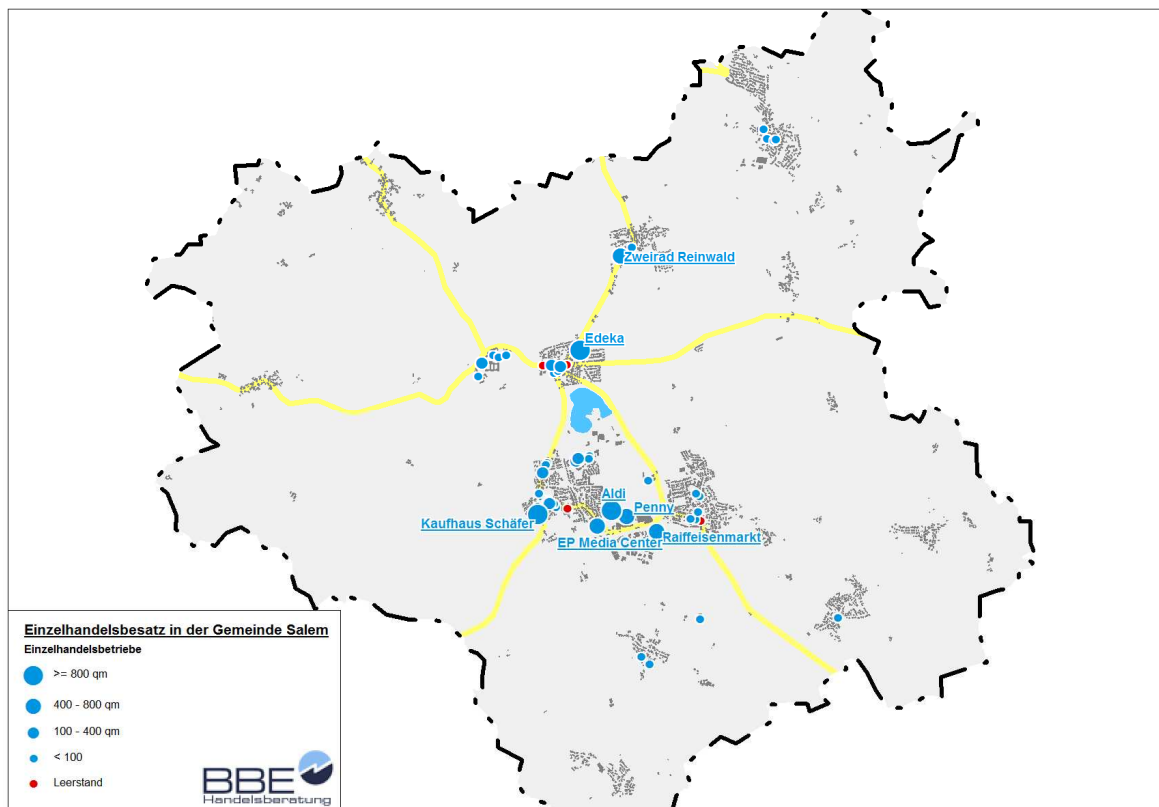 Zweirad Reinwald
Edeka
Aldi
Penny
Kaufhaus Schäfer
EP Media Center
Raiffeisenmarkt
Einzelhandelsbesatz in der Gemeinde Salem
Einzelhandelsbetriebe
>= 800 qm
400 - 800 qm
100 - 400 qm
< 100
Leerstand
BBE
Handelsberatung